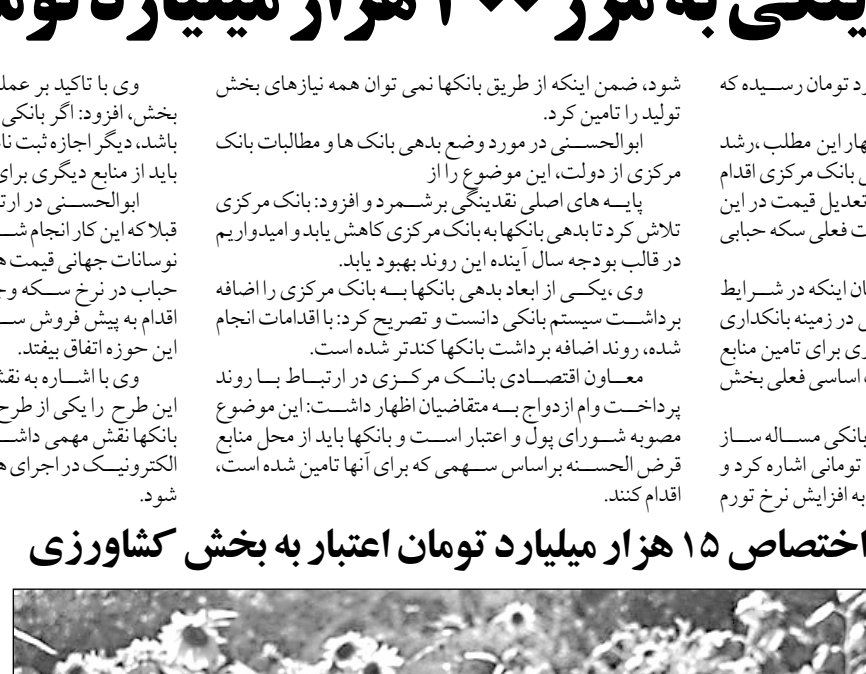 به مرز ۳۰۰ هزار میلیارد
تومان رسیده که
این مطلب، رشد
بانک مرکزی اقدام
تعدیل قیمت در این
فعلی سکه حبابی
اینکه در شرایط
در زمینه بانکداری
برای تامین منابع
اساسی فعلی بخش
بانکی مساله ساز
تومانی اشاره کرد و
به افزایش نرخ تورم
شود، ضمن اینکه از طریق بانکها نمی توان همه نیازهای بخش
تولید را تامین کرد.
ابوالحسنی در مورد وضع بدهی بانک ها و مطالبات بانک
مرکزی از دولت، این موضوع را از
پایه های اصلی نقدینگی برشمرد و افزود: بانک مرکزی
تلاش کرد تا بدهی بانکها به بانک مرکزی کاهش یابد و امیدواریم
در قالب بودجه سال آینده این روند بهبود یابد.
وی ،یکی از ابعاد بدهی بانکها به بانک مرکزی را اضافه
برداشت سیستم بانکی دانست و تصریح کرد: با اقدامات انجام
شده، روند اضافه برداشت بانکها کندتر شده است.
معاون اقتصادی بانک مرکزی در ارتباط با روند
پرداخت وام ازدواج به متقاضیان اظهار داشت: این موضوع
مصوبه شورای پول و اعتبار است و بانکها باید از محل منابع
قرض الحسنه براساس سهمی که برای آنها تامین شده است،
اقدام کنند.
وی با تاکید بر
بخش، افزود: اگر بانکی
باشد، دیگر اجازه ثبت
باید از منابع دیگری برای
ابوالحسنی در
قبلا که این کار انجام
نوسانات جهانی قیمت
حباب در نرخ سکه
اقدام به پیش فروش
این حوزه اتفاق بیفتد.
وی با اشاره به
این طرح را یکی از طرح
بانکها نقش مهمی
الکترونیک در اجرای
شود.
اختصاص ۱۵ هزار میلیارد تومان اعتبار به بخش کشاورزی